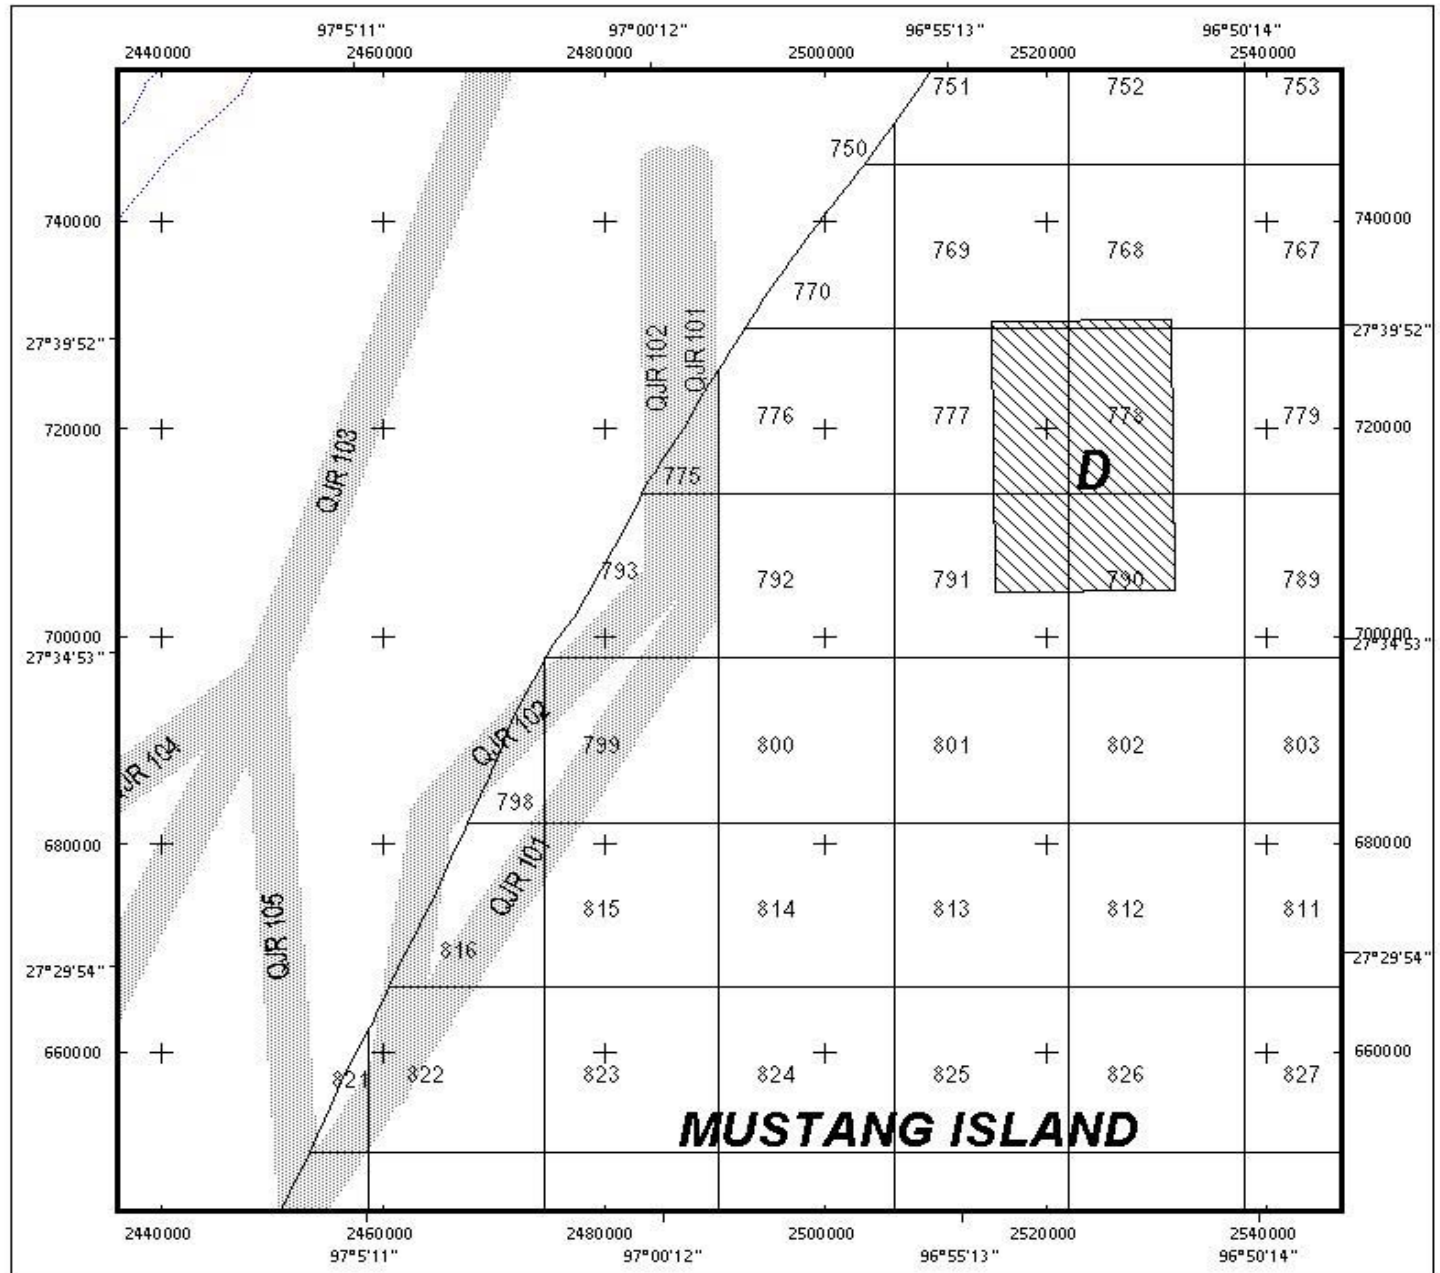 97°5'11" 97°00'12" 96°55'13" 96°50'14"
2440000 2460000 2480000 2500000 2520000 2540000
751 752 753
750
740000 740000
769 768 767
770
27°39'52" 27°39'52"
QJR 102 QJR 101
776 777 778 779
720000 720000
QJR 103
775
D
793 792 791 790 789
700000 700000
27°34'53" 27°34'53"
QJR 102
799 800 801 802 803
QJR 104
798
680000 680000
QJR 101
815 814 813 812 811
QJR 105
816
27°29'54" 27°29'54"
660000 660000
821 822 823 824 825 826 827
MUSTANG ISLAND
2440000 2460000 2480000 2500000 2520000 2540000
97°5'11" 97°00'12" 96°55'13" 96°50'14"